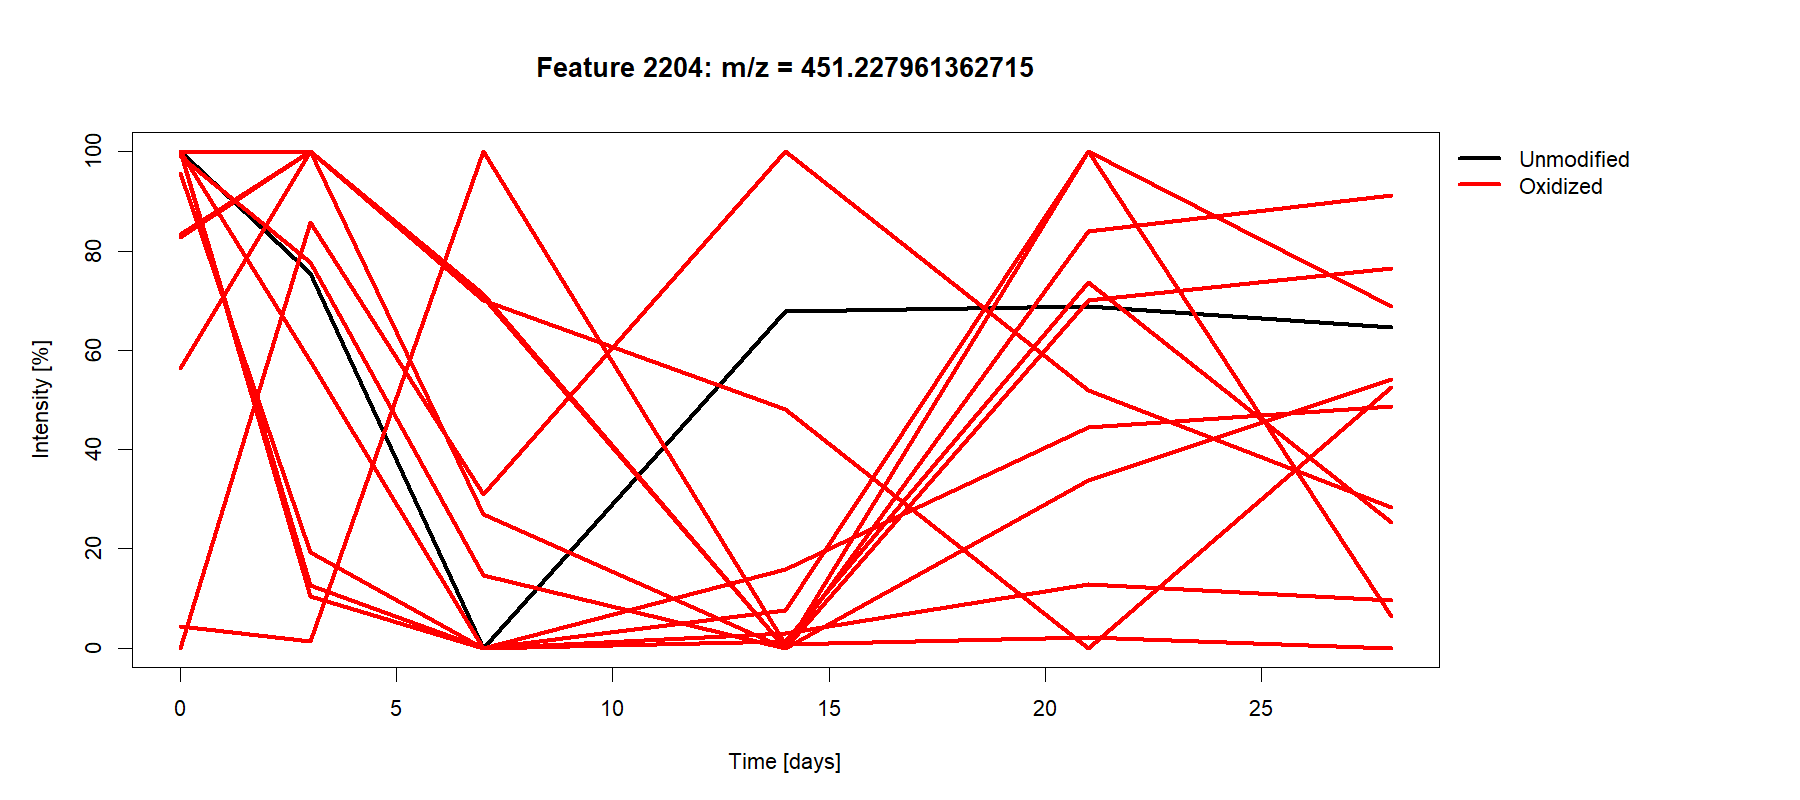 Feature 2204: m/z = 451.227961362715
Unmodified
Oxidized
Intensity [%]
100
80
60
40
20
0
0 5 10 15 20 25
Time [days]